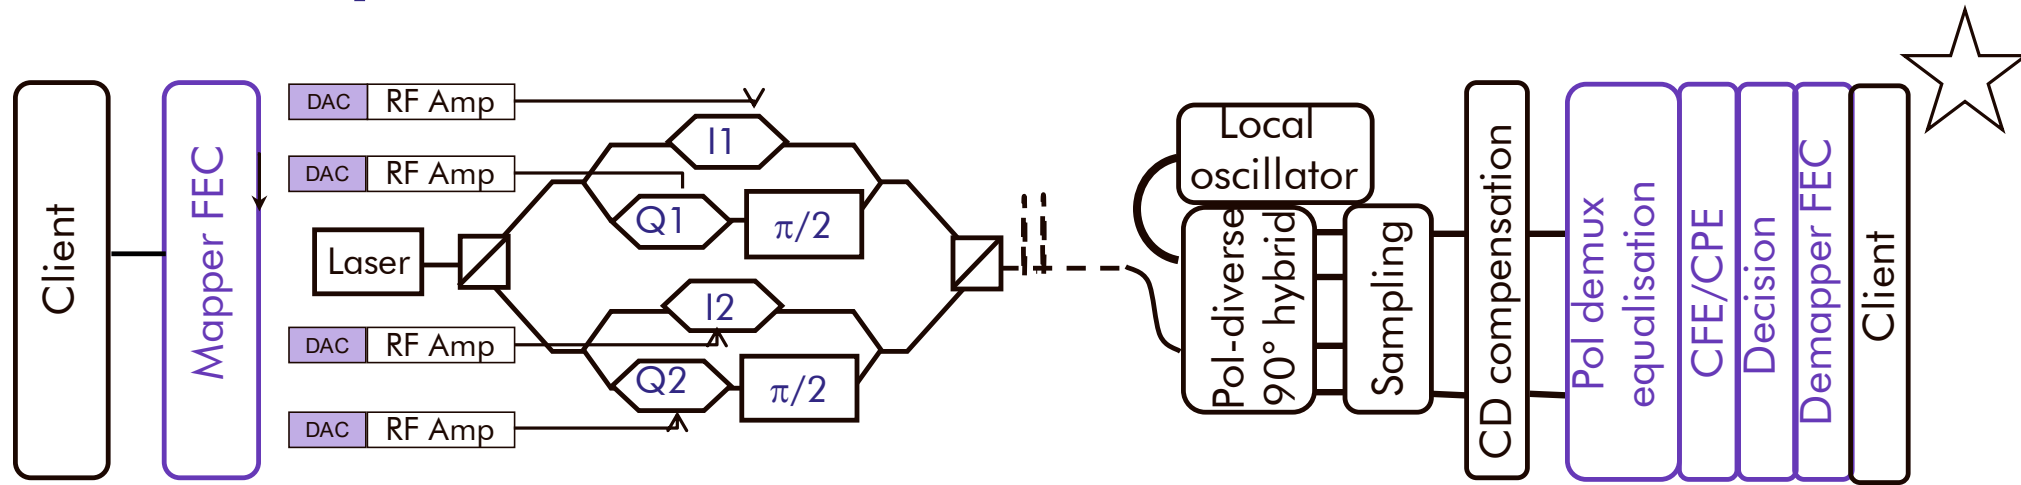 Client
Mapper FEC
DAC RF Amp
DAC RF Amp
Laser
DAC RF Amp
DAC RF Amp
I1
Q1
π/2
I2
Q2
π/2
Local
oscillator
Pol-diverse
90° hybrid
Sampling
CD compensation
Pol demux
equalisation
CFE/CPE
Decision
Demapper FEC
Client